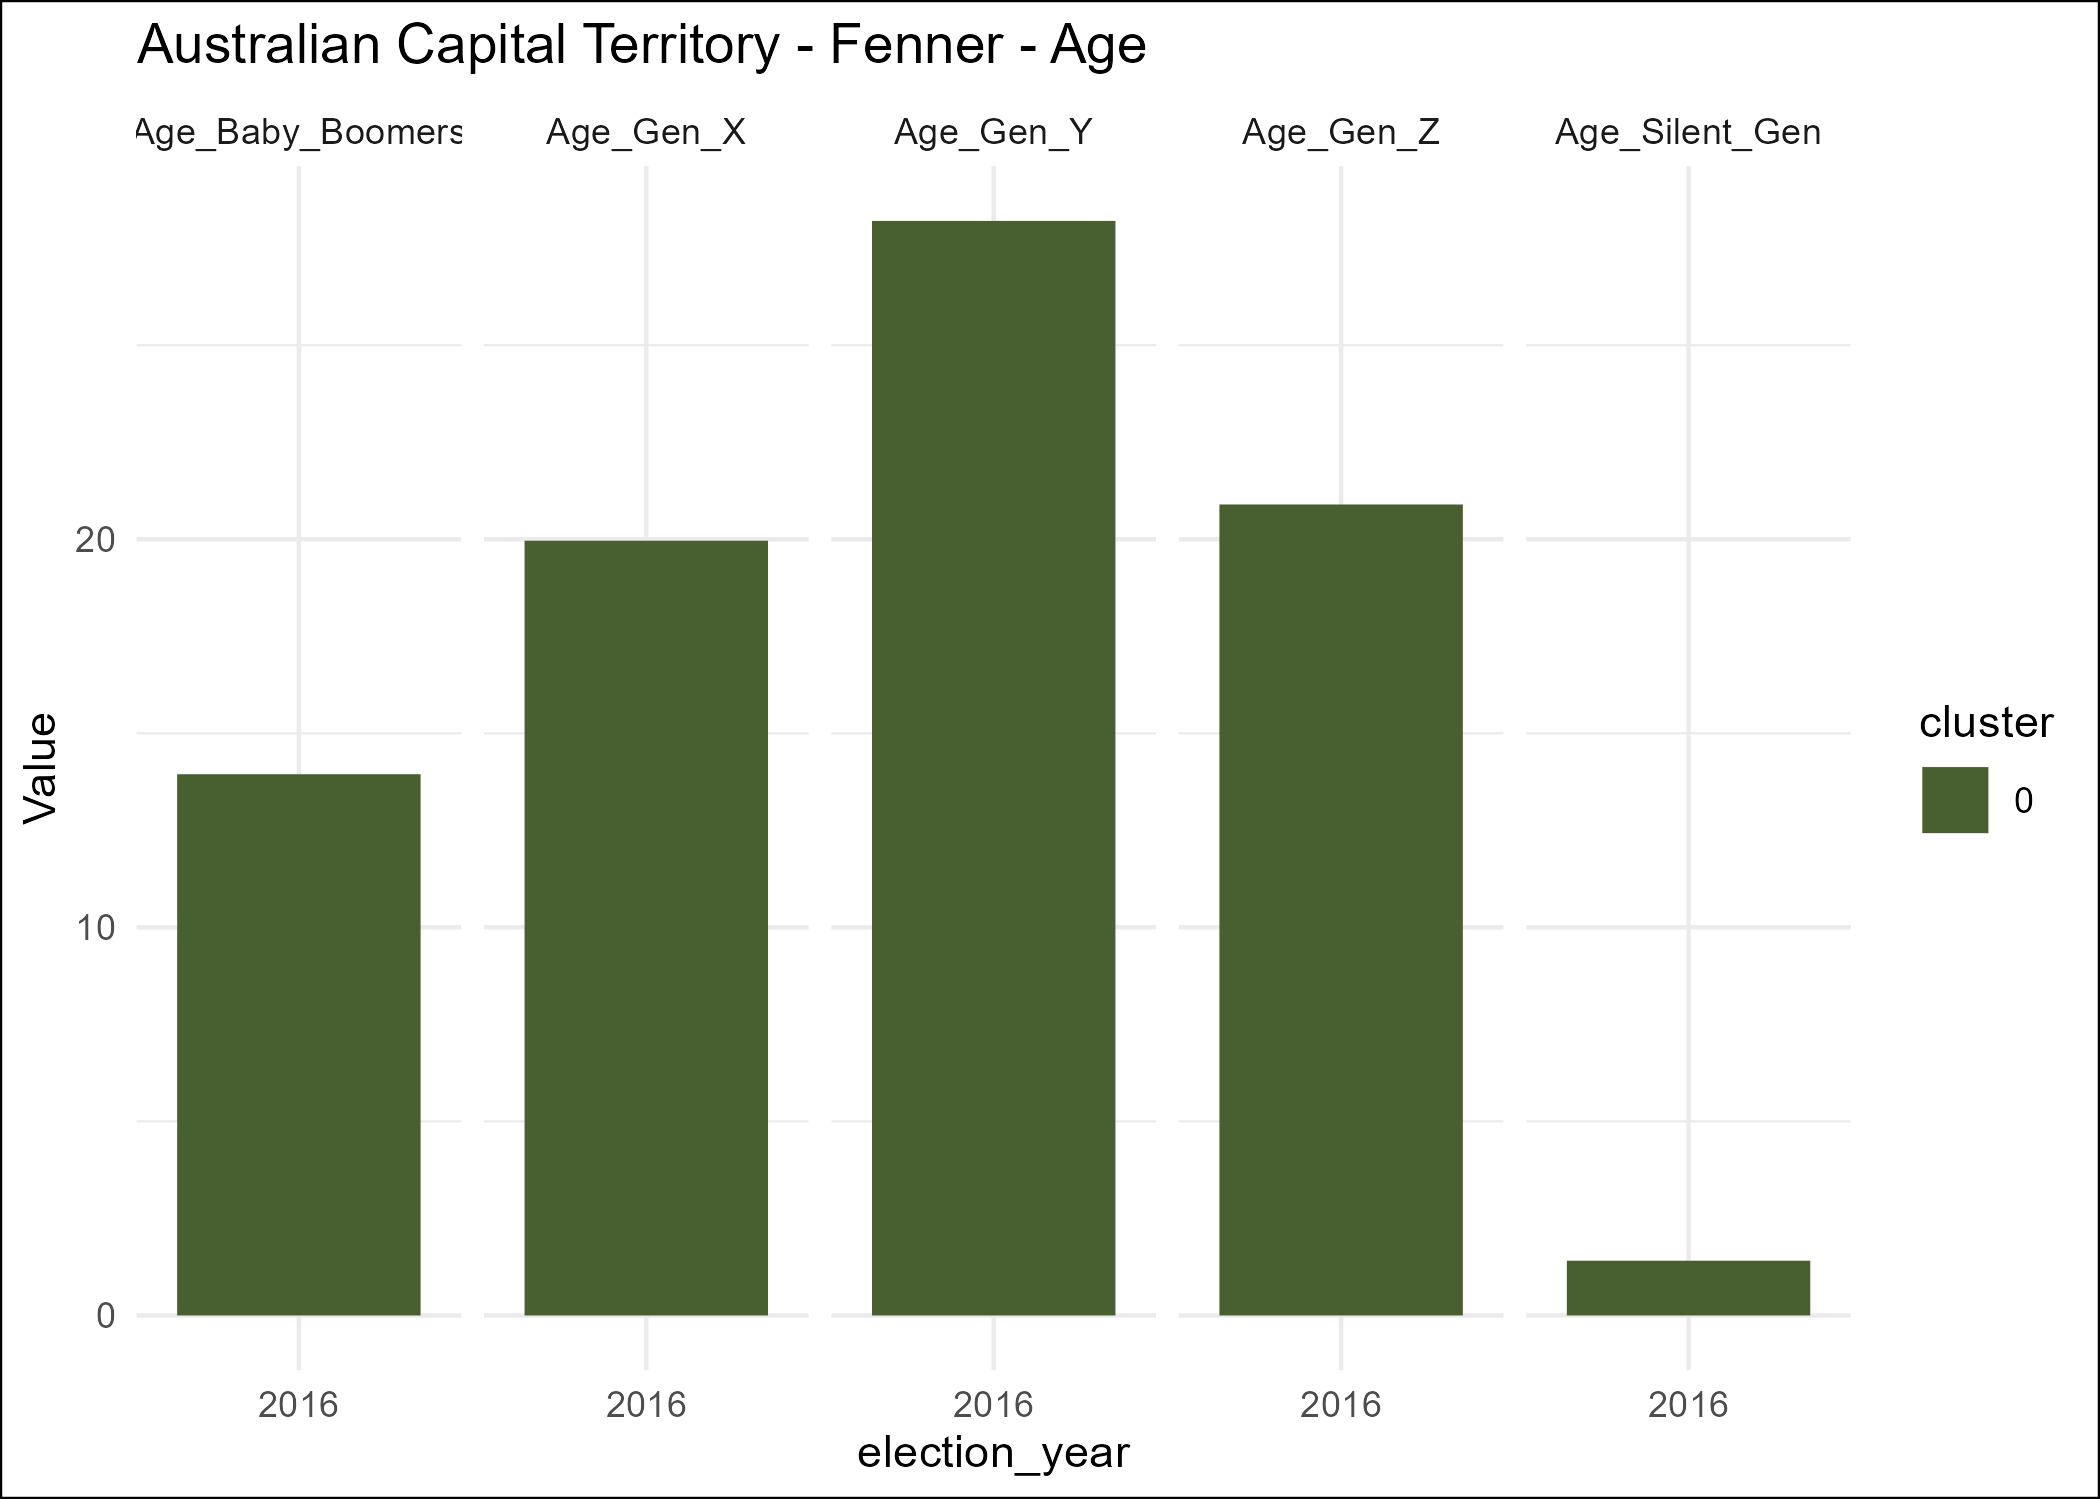 Australian Capital Territory - Fenner - Age
Age_Baby_Boomers Age_Gen_X Age_Gen_Y Age_Gen_Z Age_Silent_Gen
20
10
0
Value
2016 2016 2016 2016 2016
election_year
cluster
0